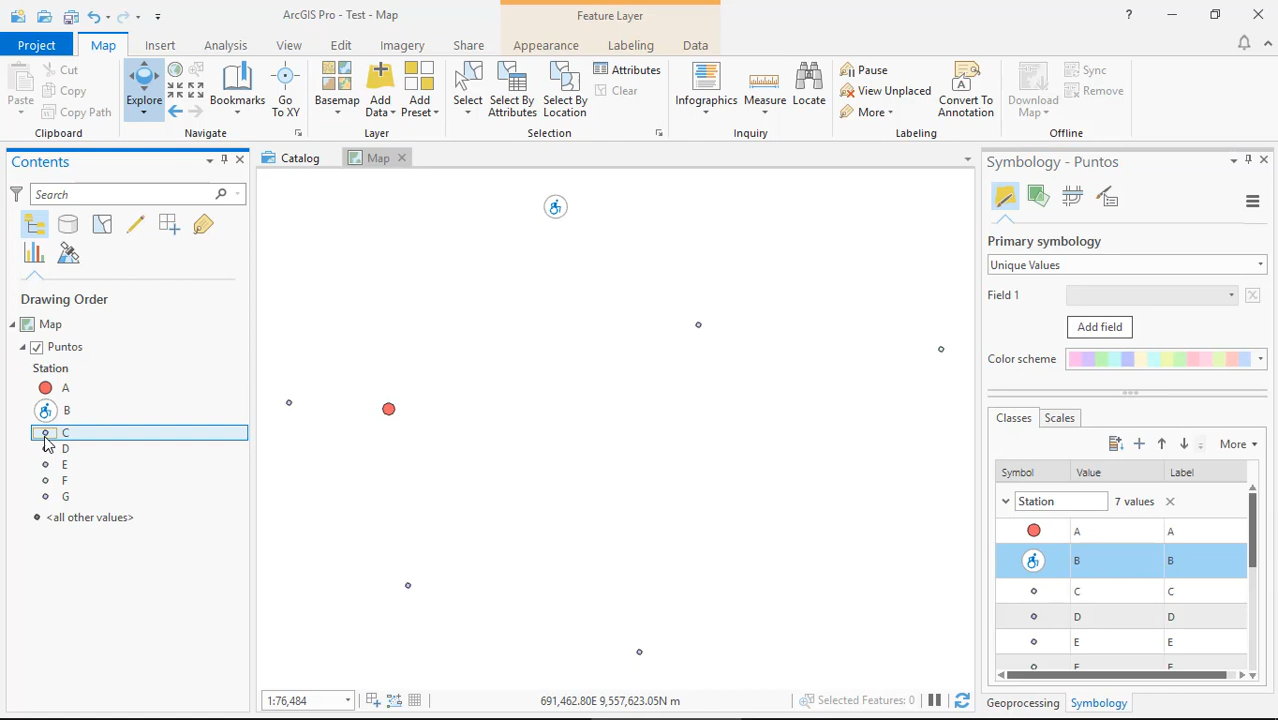 ArcGIS Pro - Test - Map
Feature Layer
?
Project Map Insert Analysis View Edit Imagery Share Appearance Labeling Data
Paste
Cut
Copy
Copy Path
Clipboard
Explore
Bookmarks
Go To XY
Navigate
Basemap
Add Data
Add Preset
Layer
Select
Select By Attributes
Select By Location
Attributes
Clear
Selection
Infographics
Measure
Locate
Inquiry
Pause
View Unplaced
More
Convert To Annotation
Labeling
Download Map
Sync
Remove
Offline
Contents
Search
Drawing Order
Map
Puntos
Station
A
B
C
D
E
F
G
<all other values>
Catalog
Map
1:76,484
691,462.80E 9,557,623.05N m
Selected Features: 0
Symbology - Puntos
Primary symbology
Unique Values
Field 1
Add field
Color scheme
Classes Scales
More
Symbol Value Label
Station 7 values
A A
B B
C C
D D
E E
Geoprocessing Symbology